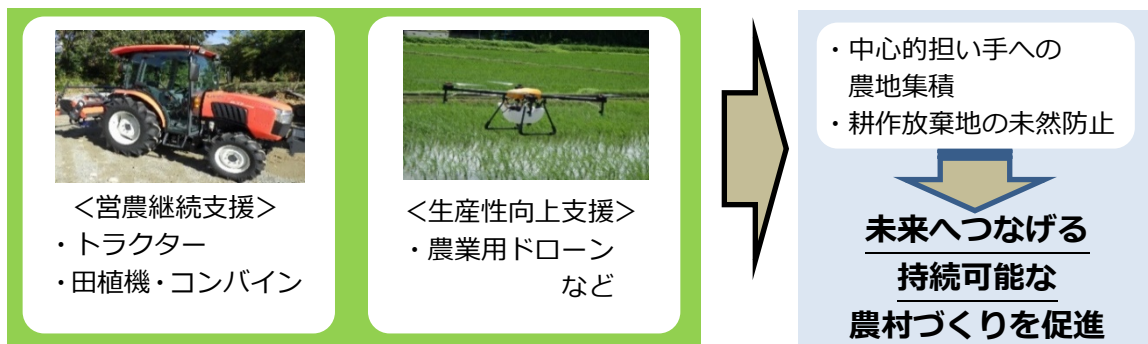 ＜営農継続支援＞
・トラクター
・田植機・コンバイン
＜生産性向上支援＞
・農業用ドローン
など
・中心的担い手への
農地集積
・耕作放棄地の未然防止
未来へつなげる
持続可能な
農村づくりを促進